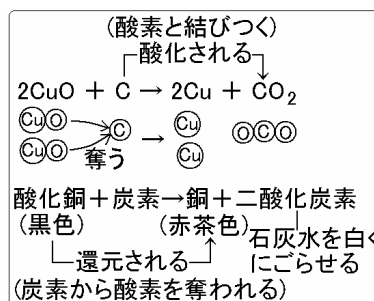 (酸素と結びつく)
酸化される
2CuO + C → 2Cu + CO₂
CuO C → Cu OCO
CuO Cu
奪う
酸化銅+炭素→銅+二酸化炭素
(黒色) (赤茶色) 石灰水を白く
還元される にごらせる
(炭素から酸素を奪われる)